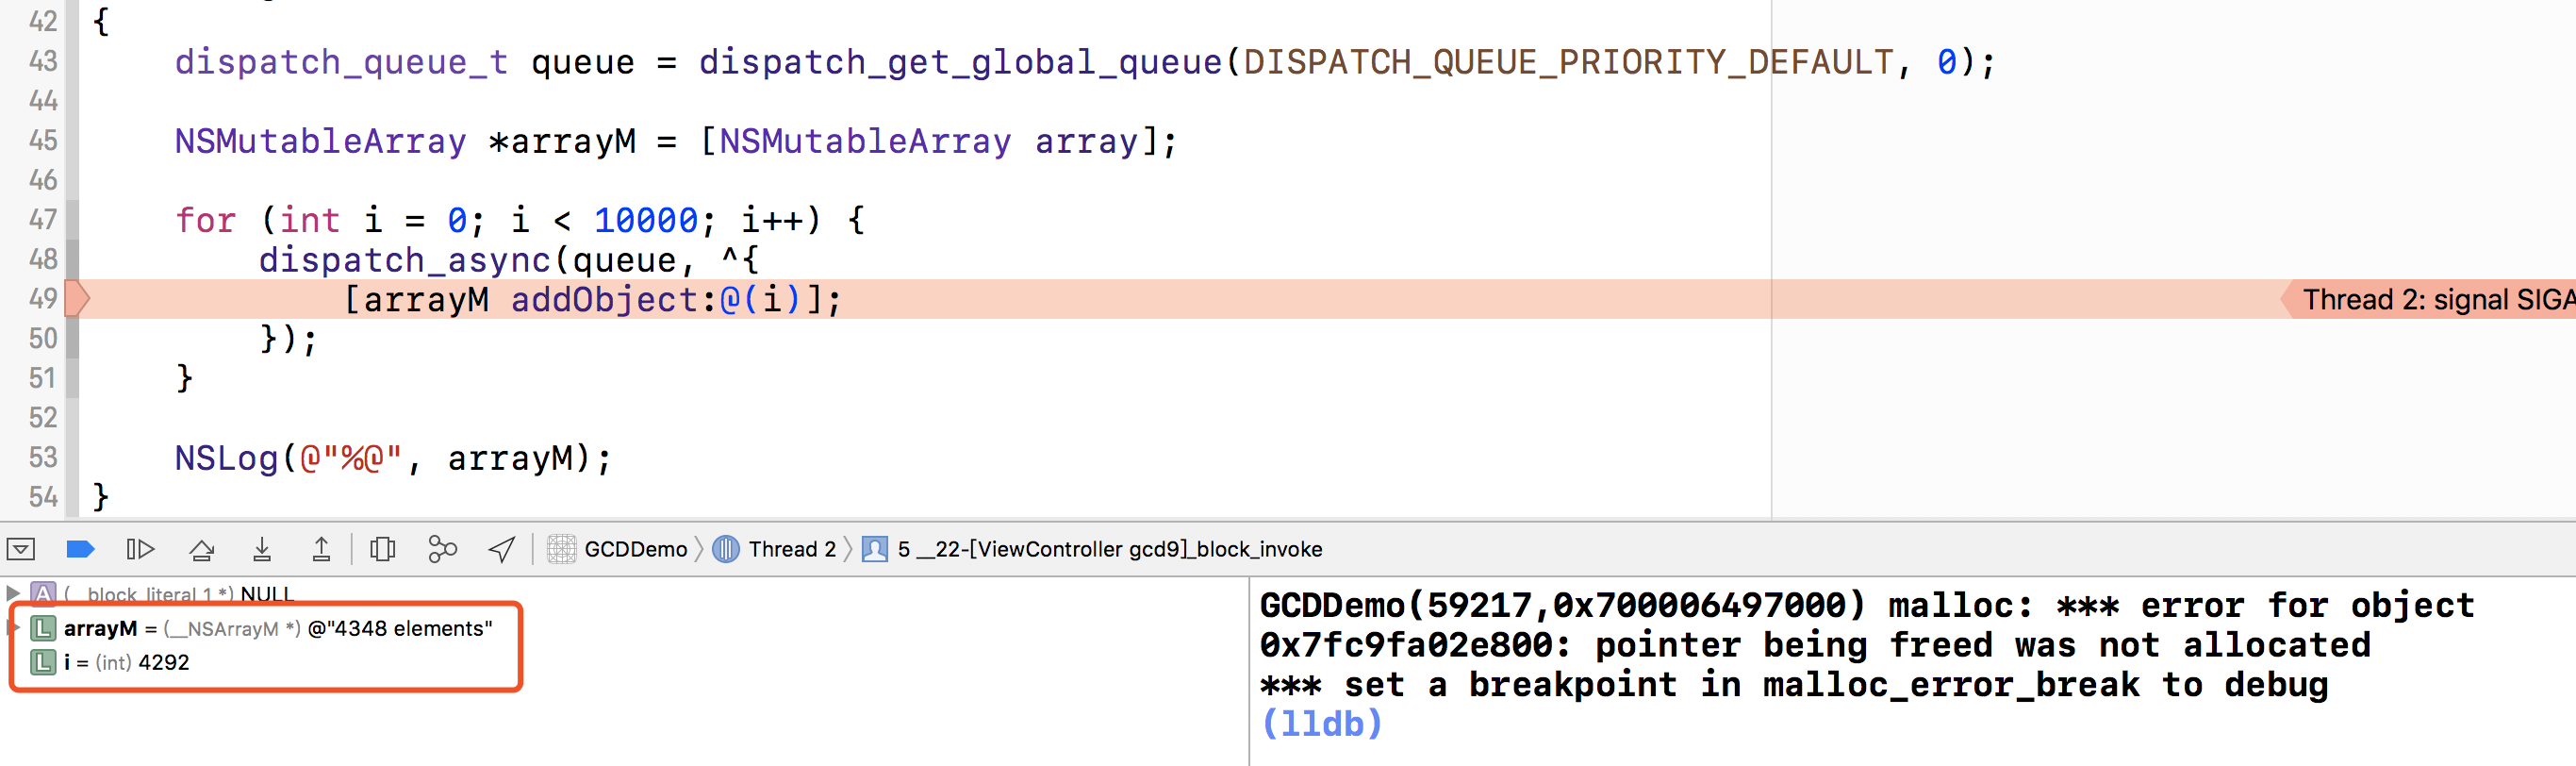 42 {
43 dispatch_queue_t queue = dispatch_get_global_queue(DISPATCH_QUEUE_PRIORITY_DEFAULT, 0);
44
45 NSMutableArray *arrayM = [NSMutableArray array];
46
47 for (int i = 0; i < 10000; i++) {
48 dispatch_async(queue, ^{
49 [arrayM addObject:@(i)]; Thread 2: signal SIGA
50 });
51 }
52
53 NSLog(@"%@", arrayM);
54 }
GCDDemo Thread 2 5 __22-[ViewController gcd9]_block_invoke
A (__block_literal_1 *) NULL
L arrayM = (__NSArrayM *) @"4348 elements"
L i = (int) 4292
GCDDemo(59217,0x700006497000) malloc: *** error for object
0x7fc9fa02e800: pointer being freed was not allocated
*** set a breakpoint in malloc_error_break to debug
(lldb)